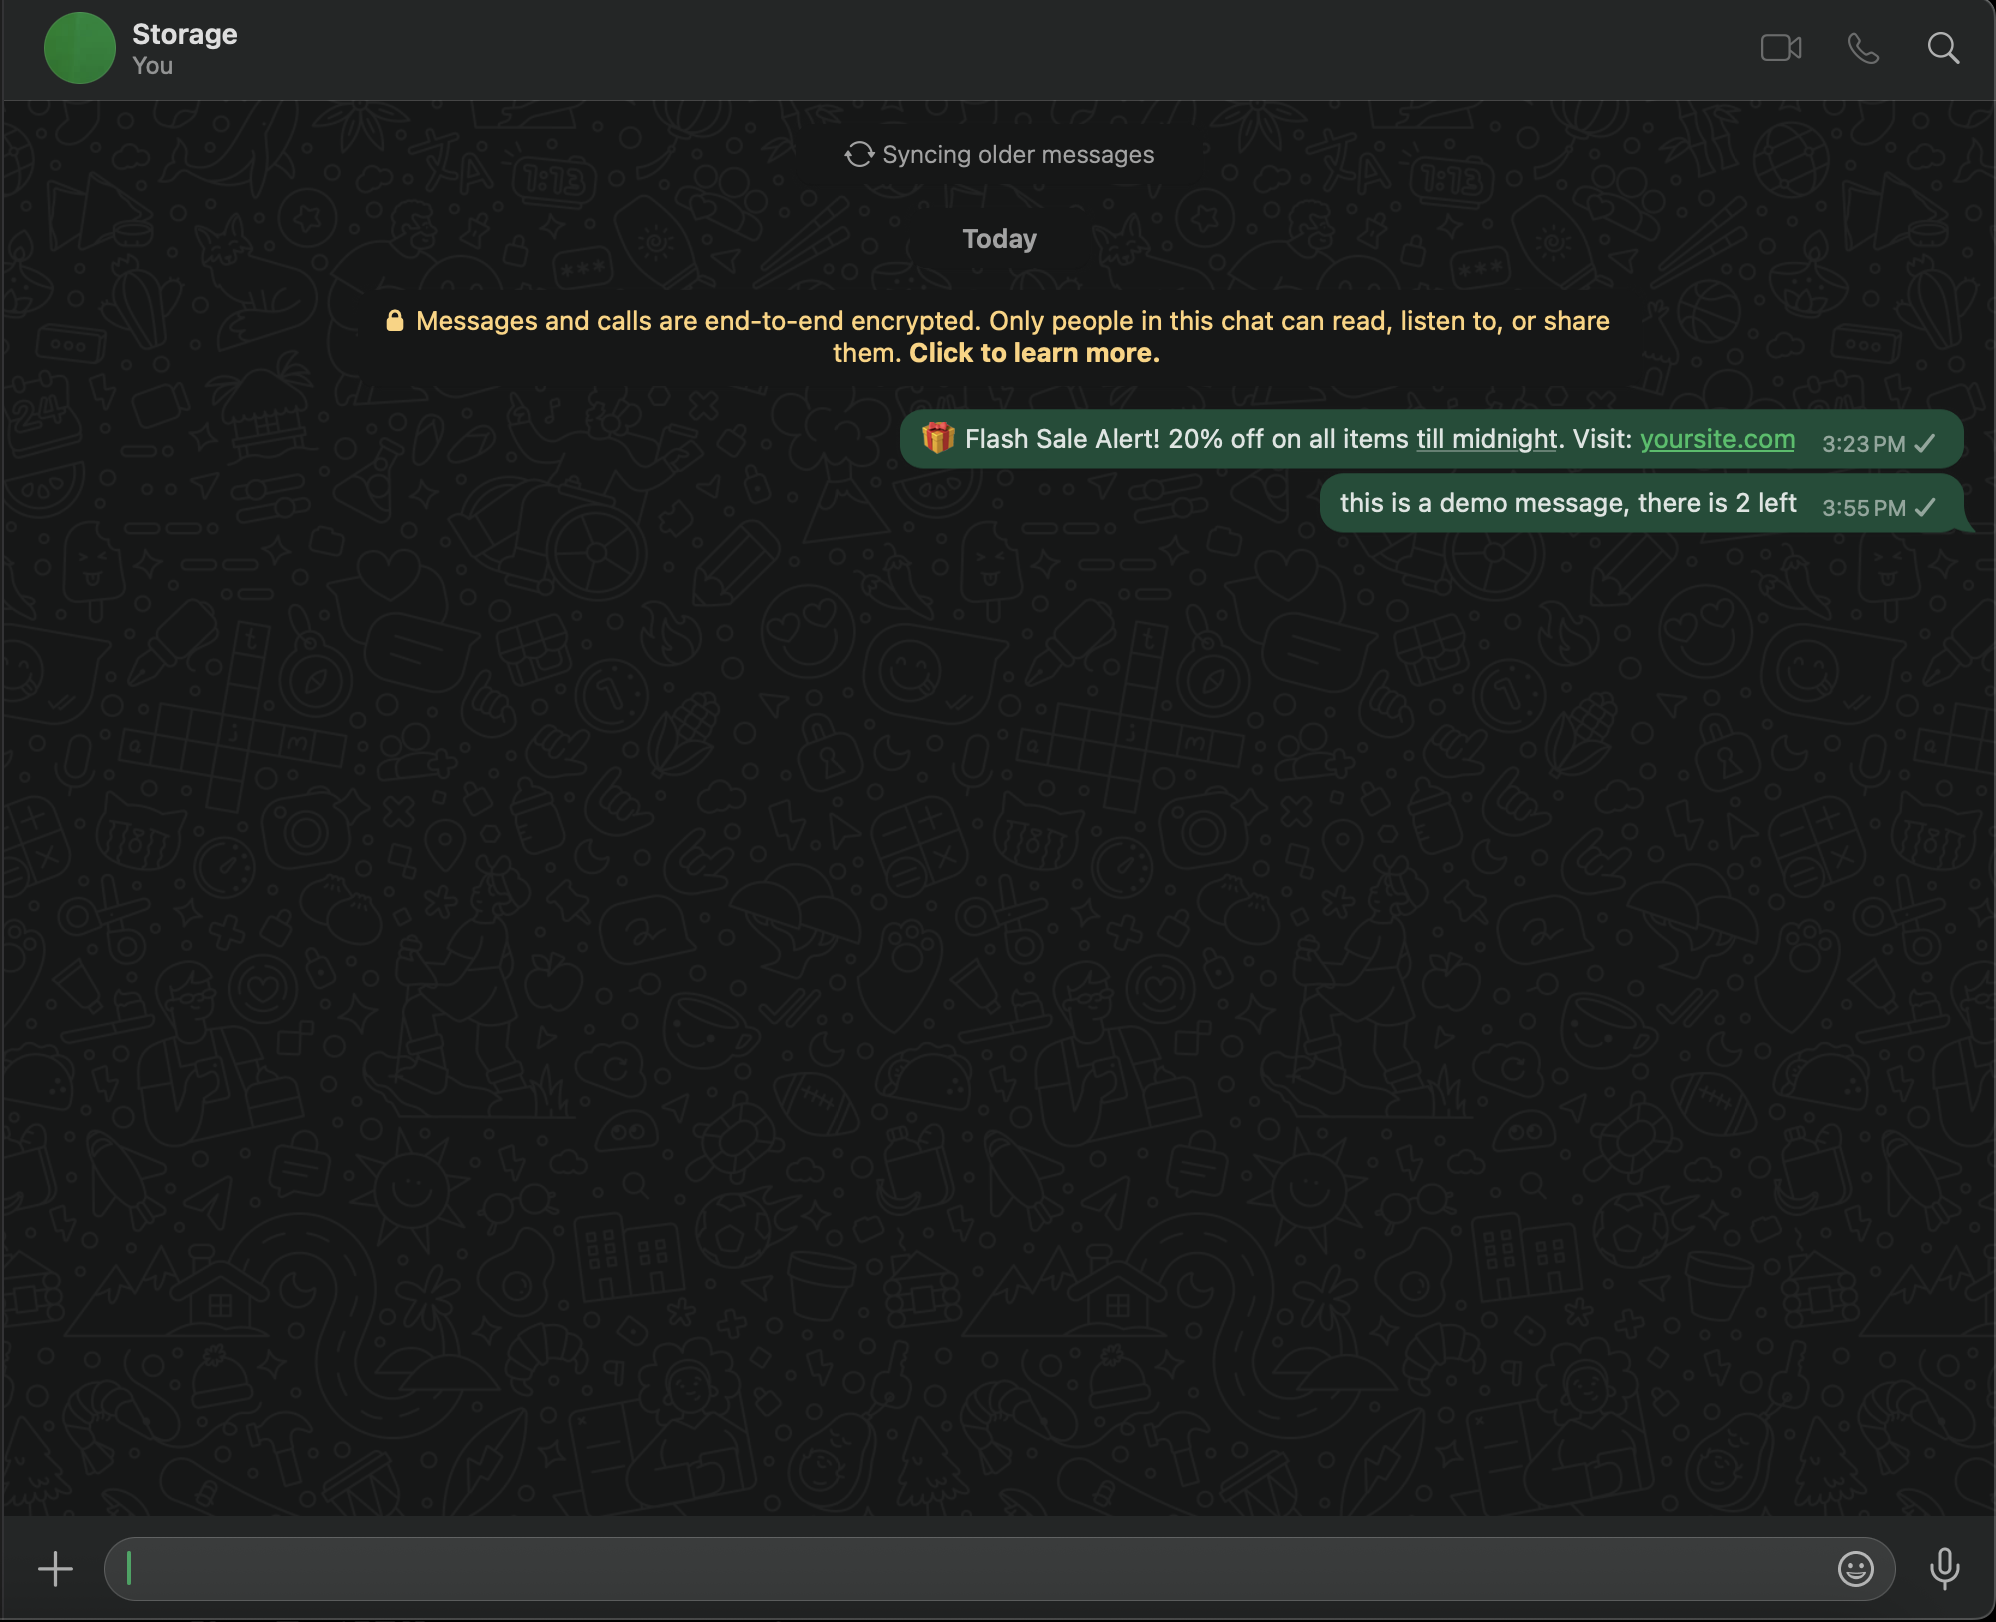 Storage
You
Syncing older messages
Today
Messages and calls are end-to-end encrypted. Only people in this chat can read, listen to, or share
them. Click to learn more.
🎁 Flash Sale Alert! 20% off on all items till midnight. Visit: yoursite.com 3:23 PM
this is a demo message, there is 2 left 3:55 PM